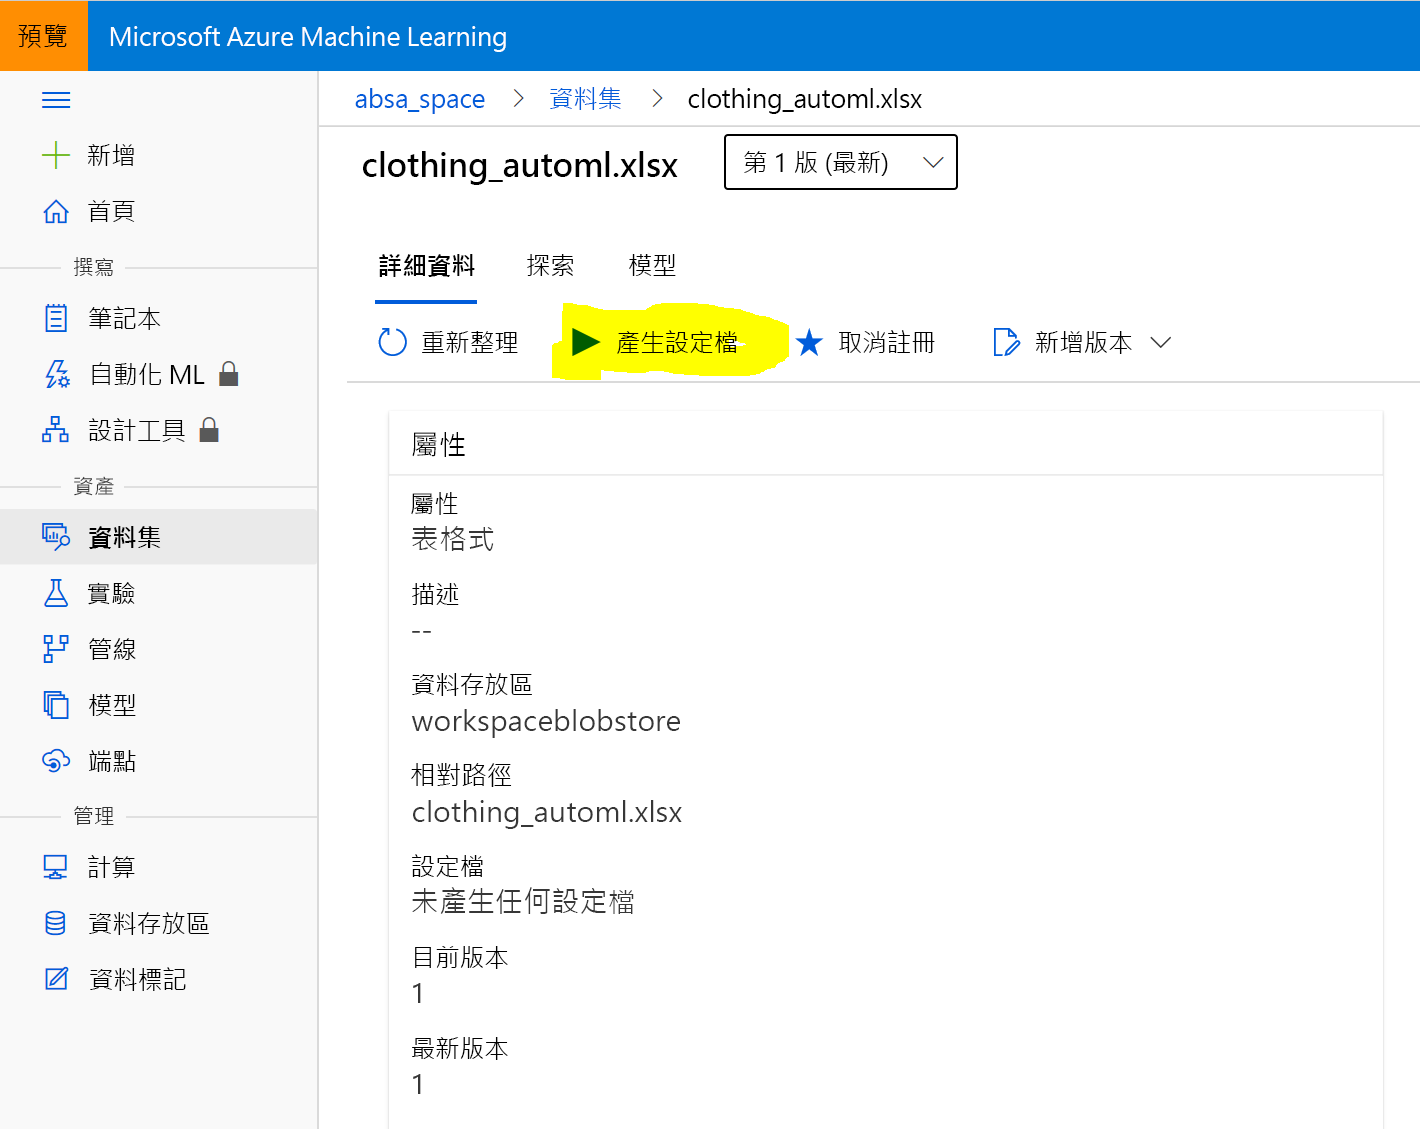 預覽
Microsoft Azure Machine Learning
absa_space > 資料集 > clothing_automl.xlsx
clothing_automl.xlsx
第 1 版 (最新)
新增
首頁
撰寫
筆記本
自動化 ML
設計工具
資產
資料集
實驗
管線
模型
端點
管理
計算
資料存放區
資料標記
詳細資料 探索 模型
重新整理 產生設定檔 取消註冊 新增版本
屬性
屬性
表格式
描述
--
資料存放區
workspaceblobstore
相對路徑
clothing_automl.xlsx
設定檔
未產生任何設定檔
目前版本
1
最新版本
1